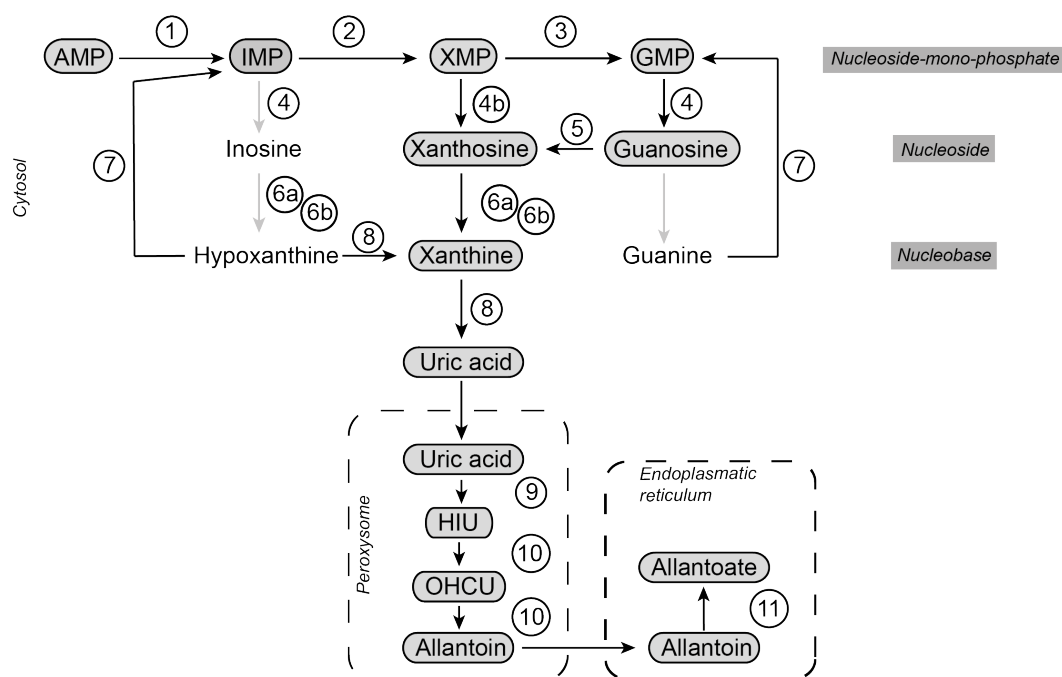 1
2
3
AMP
IMP
XMP
GMP
Nucleoside-mono-phosphate
4
4b
4
Cytosol
7
Inosine
Xanthosine
5
Guanosine
7
Nucleoside
6a
6b
6a
6b
Hypoxanthine
8
Xanthine
Guanine
Nucleobase
8
Uric acid
Peroxysome
Uric acid
9
HIU
10
OHCU
10
Allantoin
Endoplasmatic
reticulum
Allantoate
11
Allantoin